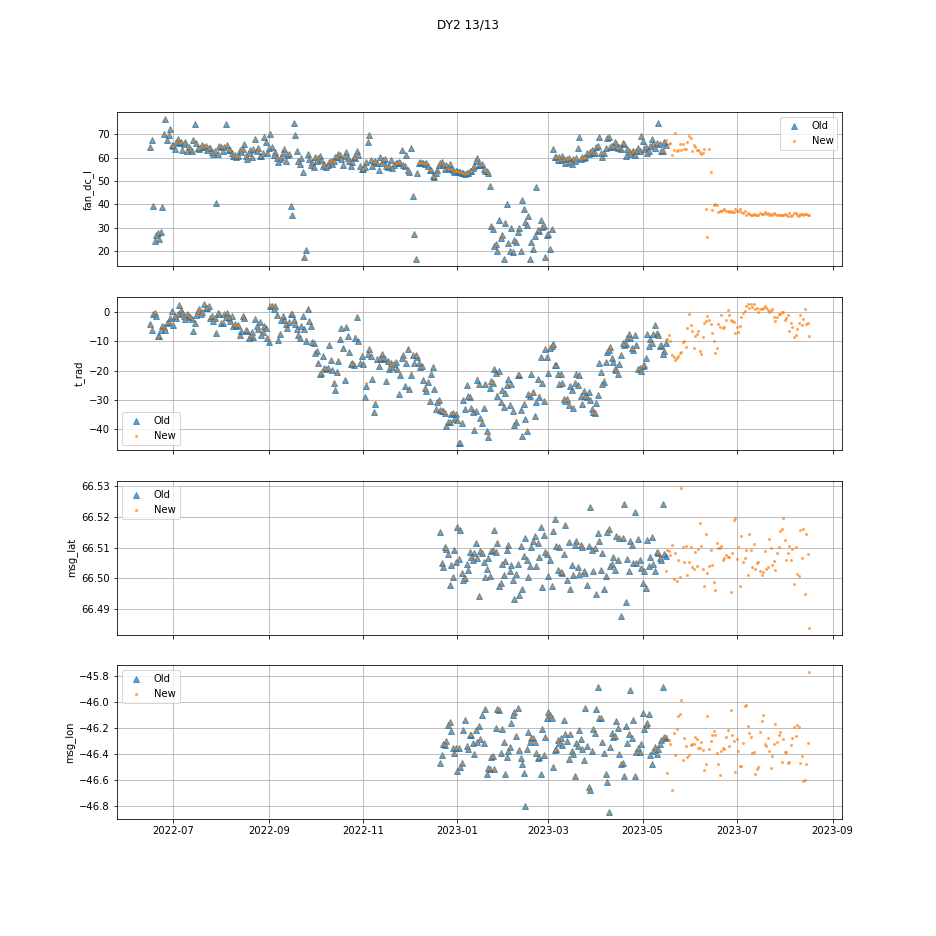 DY2 13/13
70
60
50
40
30
20
fan_dc_I
Old
New
0
−10
−20
−30
−40
t_rad
Old
New
66.53
66.52
66.51
66.50
66.49
msg_lat
Old
New
−45.8
−46.0
−46.2
−46.4
−46.6
−46.8
msg_lon
Old
New
2022-07 2022-09 2022-11 2023-01 2023-03 2023-05 2023-07 2023-09